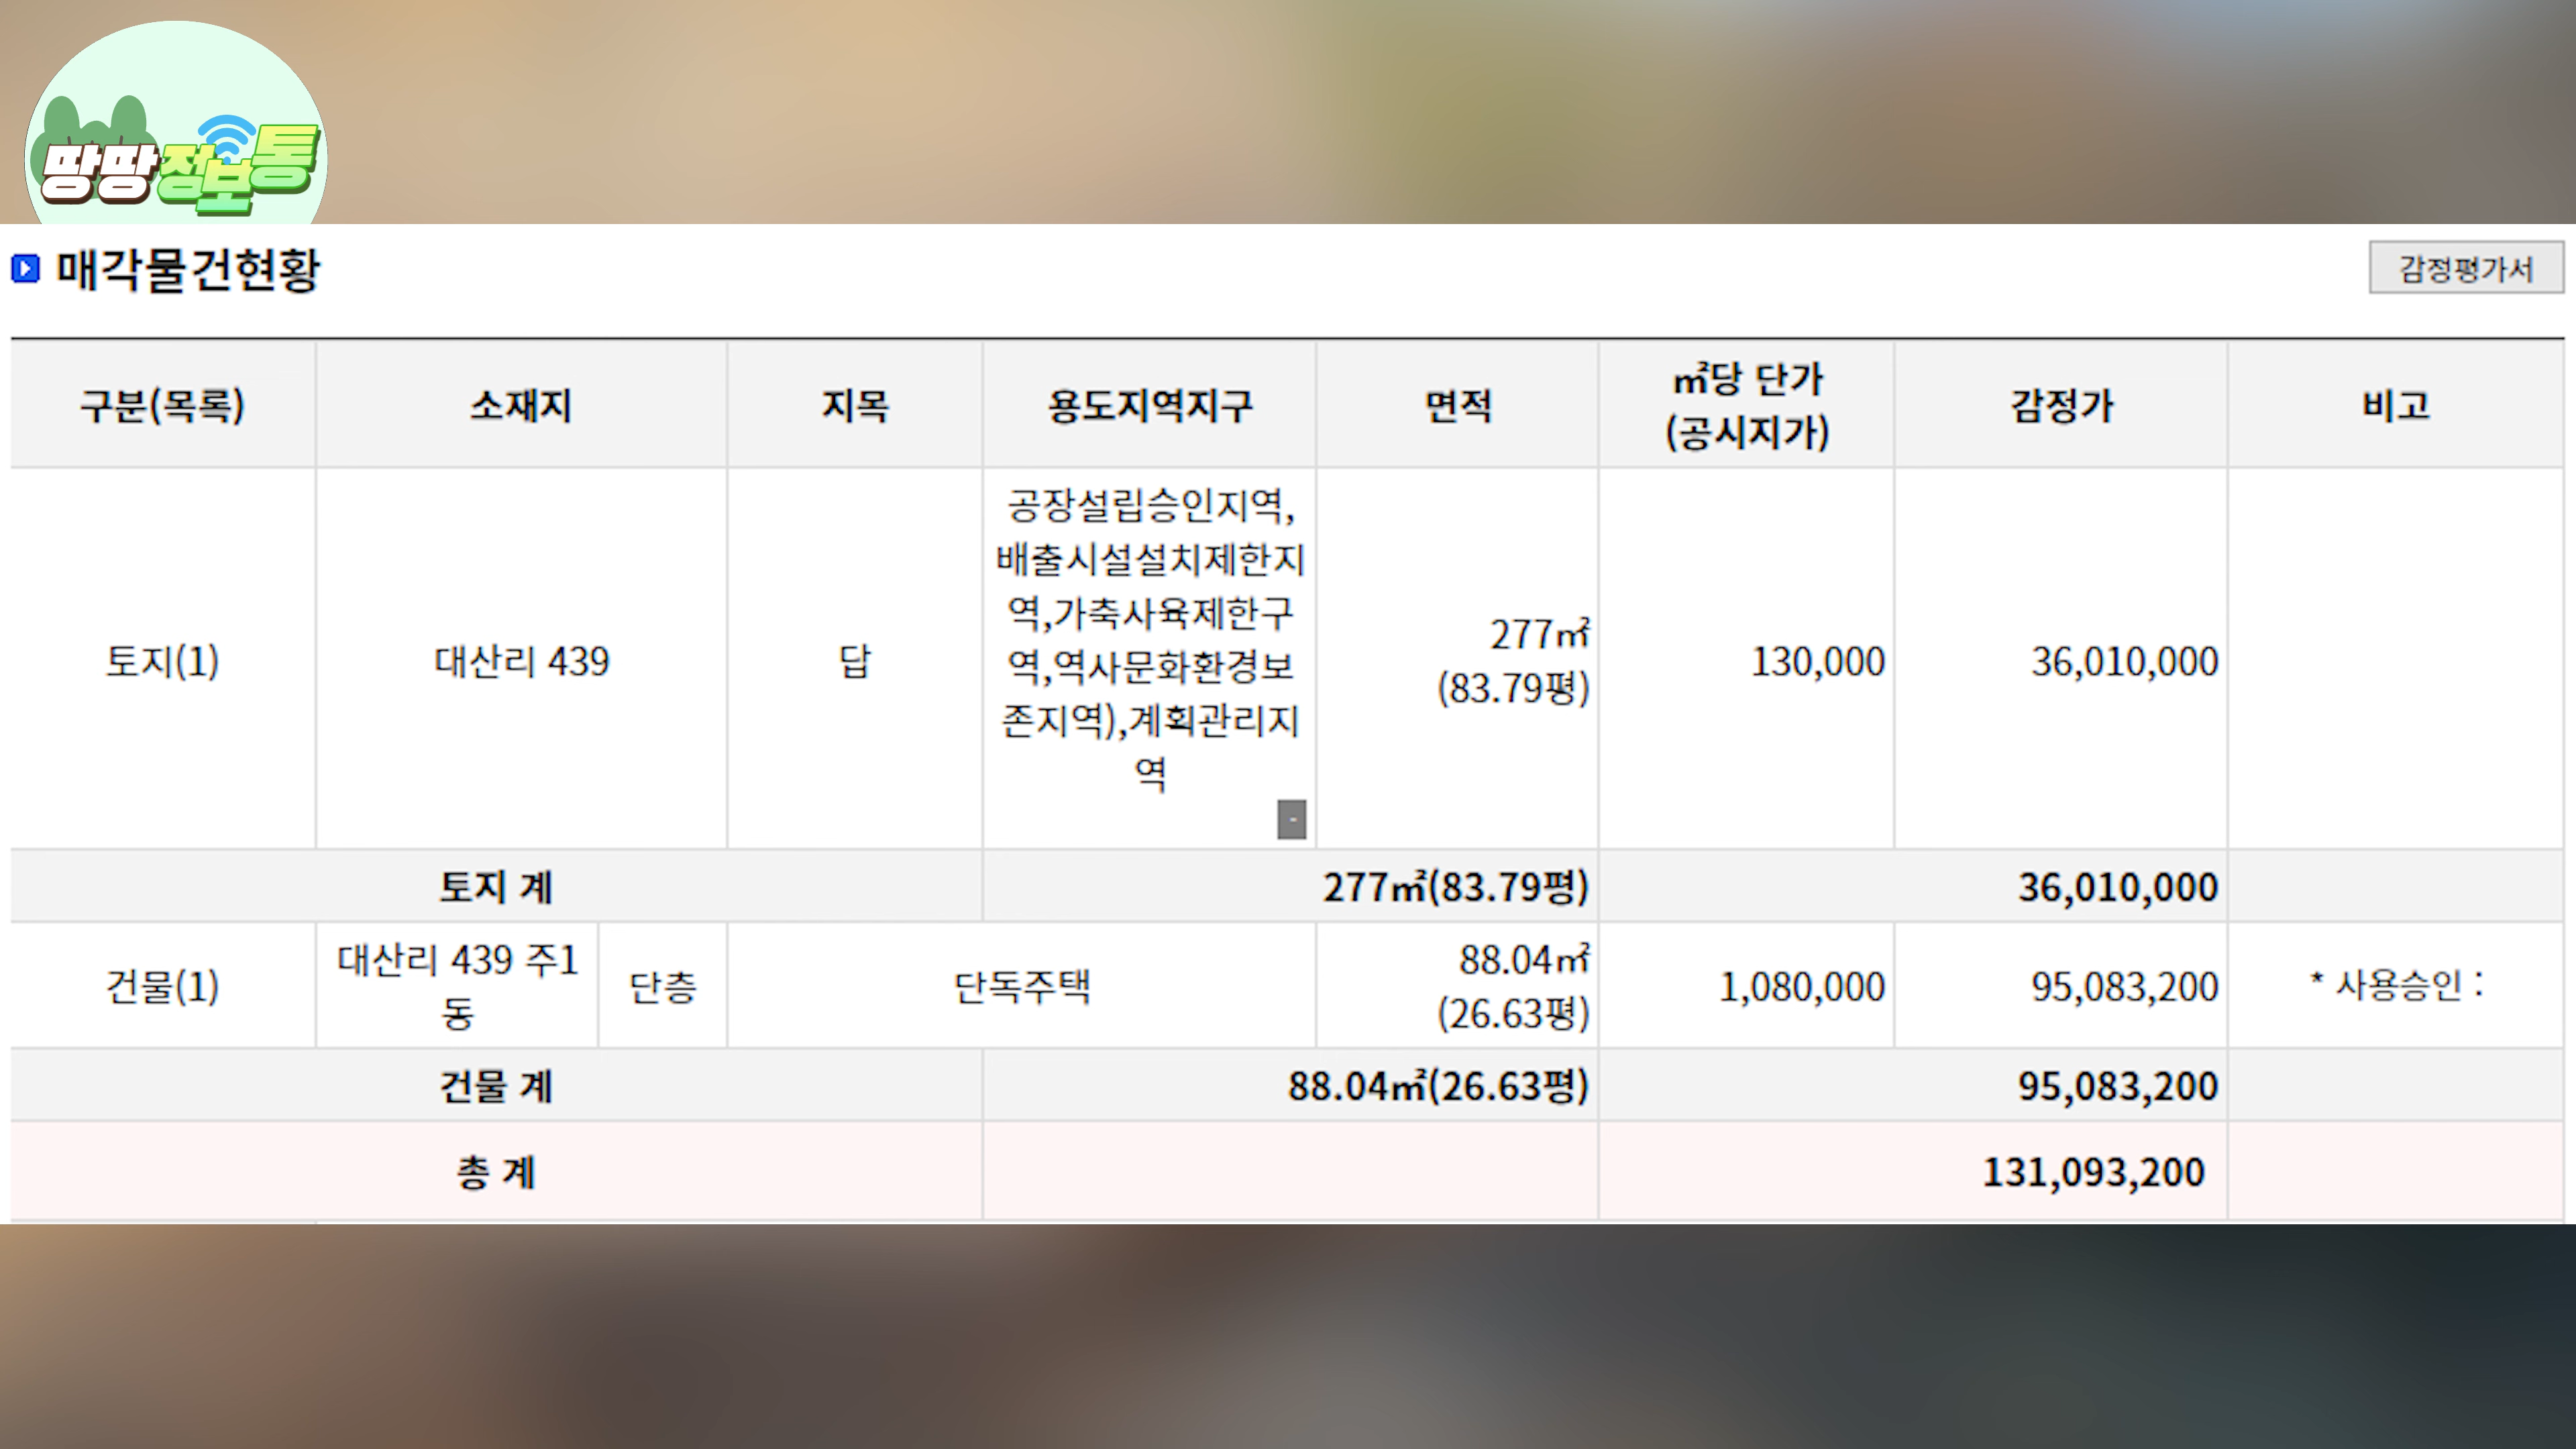 땅땅정보통
매각물건현황
감정평가서
구분(목록) 소재지 지목 용도지역지구 면적 ㎡당 단가 (공시지가) 감정가 비고
토지(1) 대산리 439 답
공장설립승인지역,
배출시설설치제한지
역,가축사육제한구
역,역사문화환경보
존지역),계획관리지
역
-
277㎡
(83.79평)
130,000 36,010,000
토지 계 277㎡(83.79평) 36,010,000
건물(1)
대산리 439 주1
동
단층 단독주택
88.04㎡
(26.63평)
1,080,000 95,083,200 * 사용승인 :
건물 계 88.04㎡(26.63평) 95,083,200
총 계 131,093,200